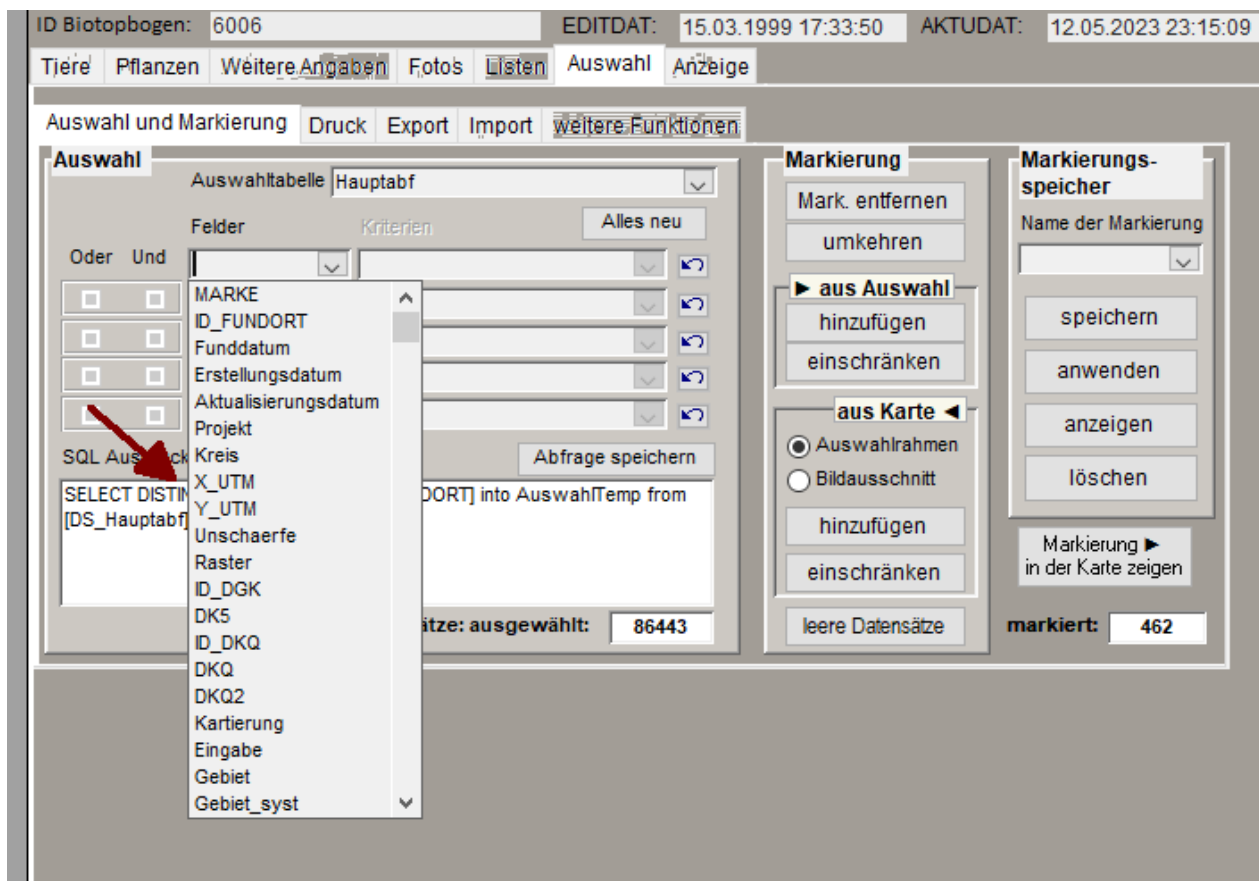 ID Biotopbogen: 6006 EDITDAT: 15.03.1999 17:33:50 AKTUDAT: 12.05.2023 23:15:09
Tiere Pflanzen Weitere Angaben Fotos Listen Auswahl Anzeige
Auswahl und Markierung Druck Export Import weitere Funktionen
Auswahl
Auswahltabelle Hauptabf
Felder Kriterien Alles neu
Oder Und
MARKE
ID_FUNDORT
Funddatum
Erstellungsdatum
Aktualisierungsdatum
Projekt
Kreis
X_UTM
Y_UTM
Unschaerfe
Raster
ID_DGK
DK5
ID_DKQ
DKQ
DKQ2
Kartierung
Eingabe
Gebiet
Gebiet_syst
SQL Abfrage speichern
SELECT DISTIN DORT] into AuswahlTemp from
[DS_Hauptabf]
ätze: ausgewählt: 86443
Markierung
Mark. entfernen
umkehren
► aus Auswahl
hinzufügen
einschränken
aus Karte ◄
Auswahlrahmen
Bildausschnitt
hinzufügen
einschränken
leere Datensätze
Markierungs-
speicher
Name der Markierung
speichern
anwenden
anzeigen
löschen
Markierung ►
in der Karte zeigen
markiert: 462